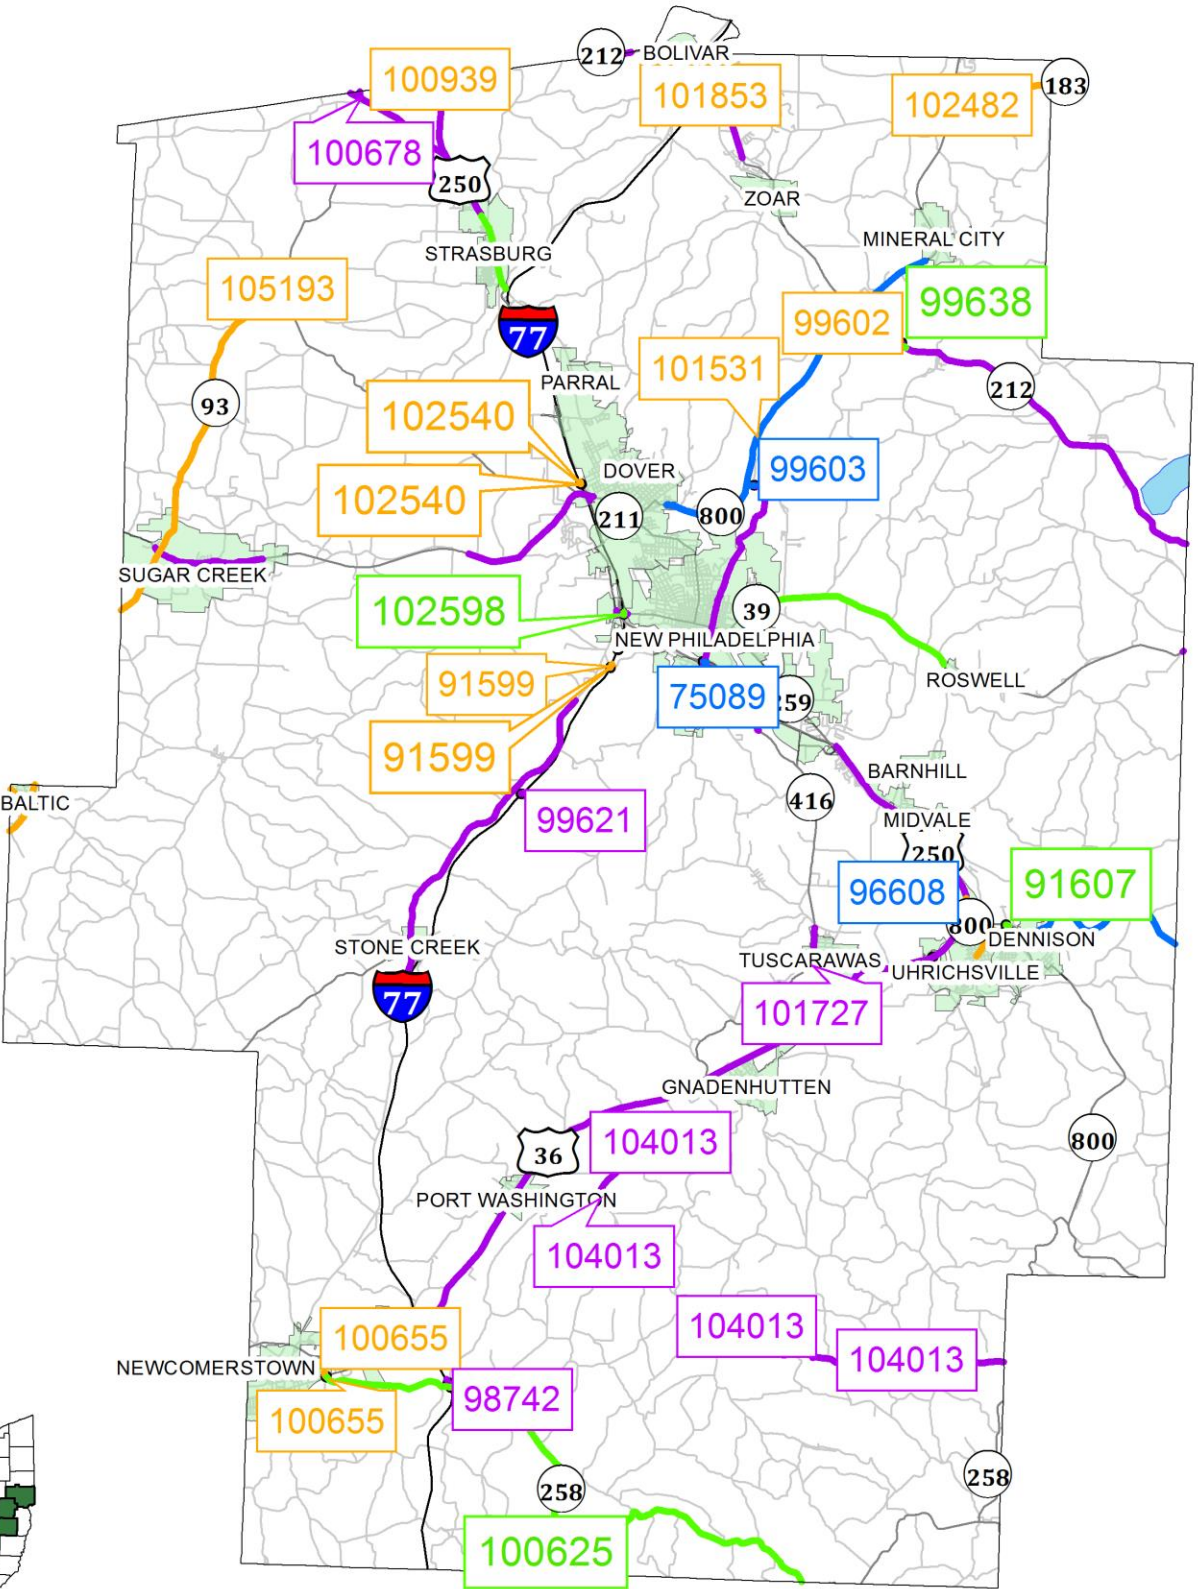 212
BOLIVAR
100939
101853
102482
183
100678
250
ZOAR
STRASBURG
MINERAL CITY
105193
99638
99602
77
101531
PARRAL
212
93
102540
DOVER
99603
102540
211
800
SUGAR CREEK
102598
39
NEW PHILADELPHIA
91599
ROSWELL
75089
259
91599
BARNHILL
BALTIC
416
99621
MIDVALE
250
91607
96608
800
DENNISON
STONE CREEK
TUSCARAWAS
UHRICHSVILLE
77
101727
GNADENHUTTEN
104013
800
36
PORT WASHINGTON
104013
104013
100655
104013
NEWCOMERSTOWN
98742
100655
258
258
100625